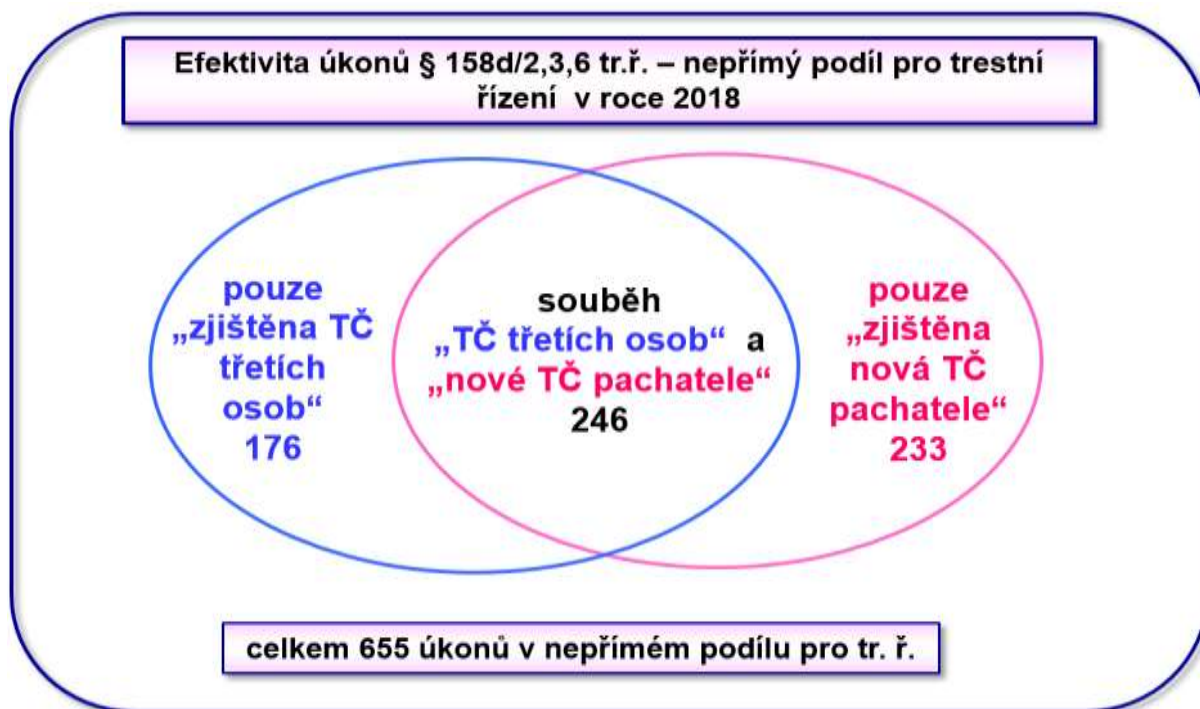 Efektivita úkonů § 158d/2,3,6 tr.ř. – nepřímý podíl pro trestní
řízení v roce 2018
pouze
„zjištěna TČ
třetích
osob“
176
souběh
„TČ třetích osob“ a
„nové TČ pachatele“
246
pouze
„zjištěna
nová TČ
pachatele“
233
celkem 655 úkonů v nepřímém podílu pro tr. ř.